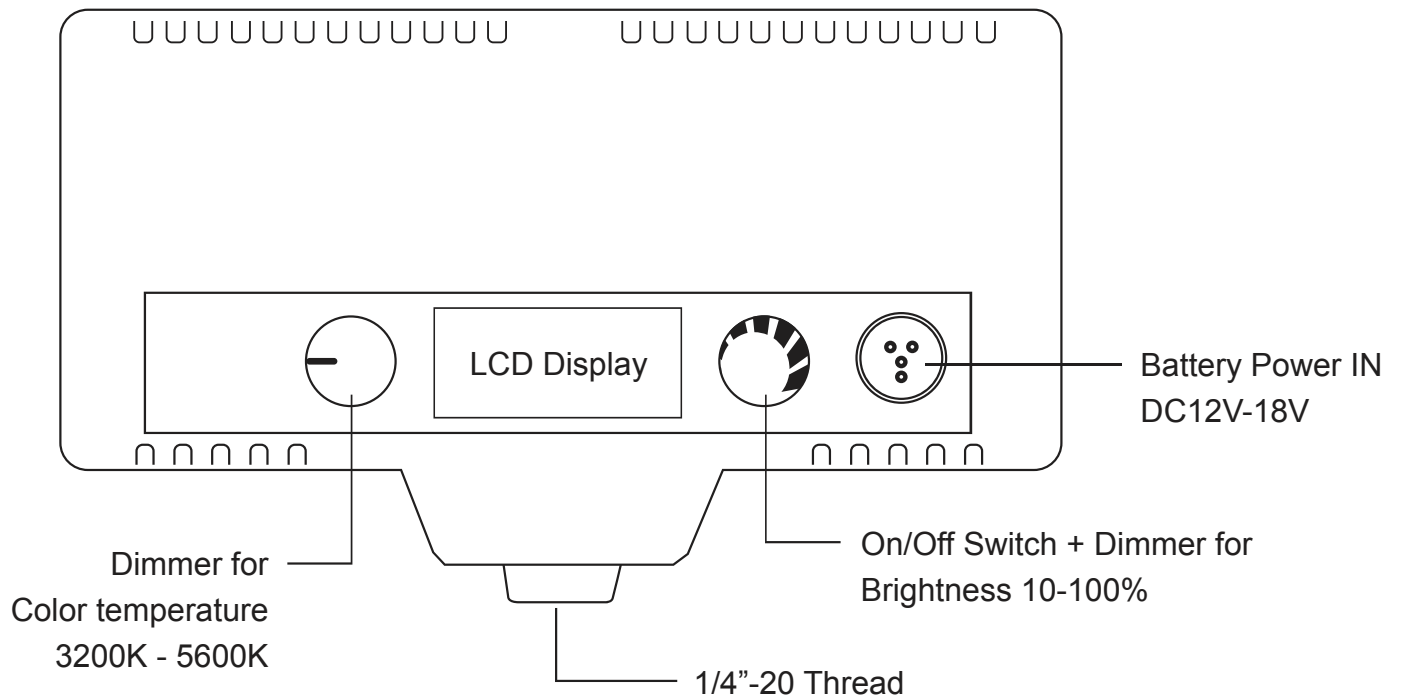 LCD Display
Battery Power IN
DC12V-18V
On/Off Switch + Dimmer for
Brightness 10-100%
Dimmer for
Color temperature
3200K - 5600K
1/4”-20 Thread